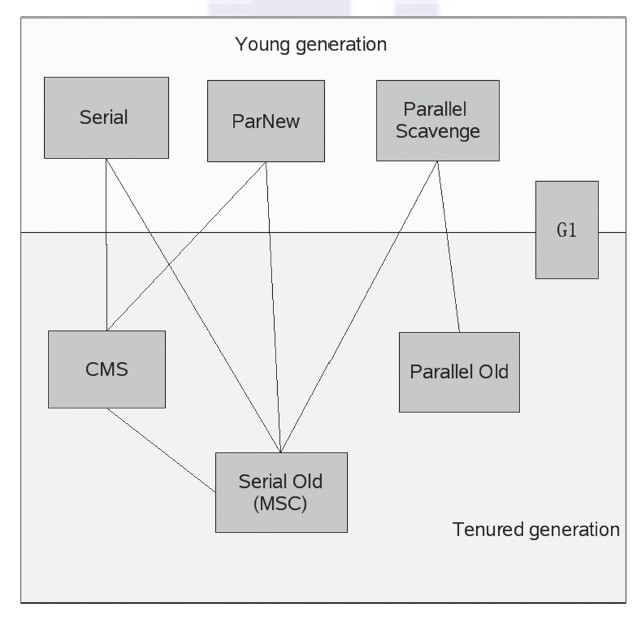 Young generation
Serial
ParNew
Parallel
Scavenge
G1
CMS
Parallel Old
Serial Old
(MSC)
Tenured generation